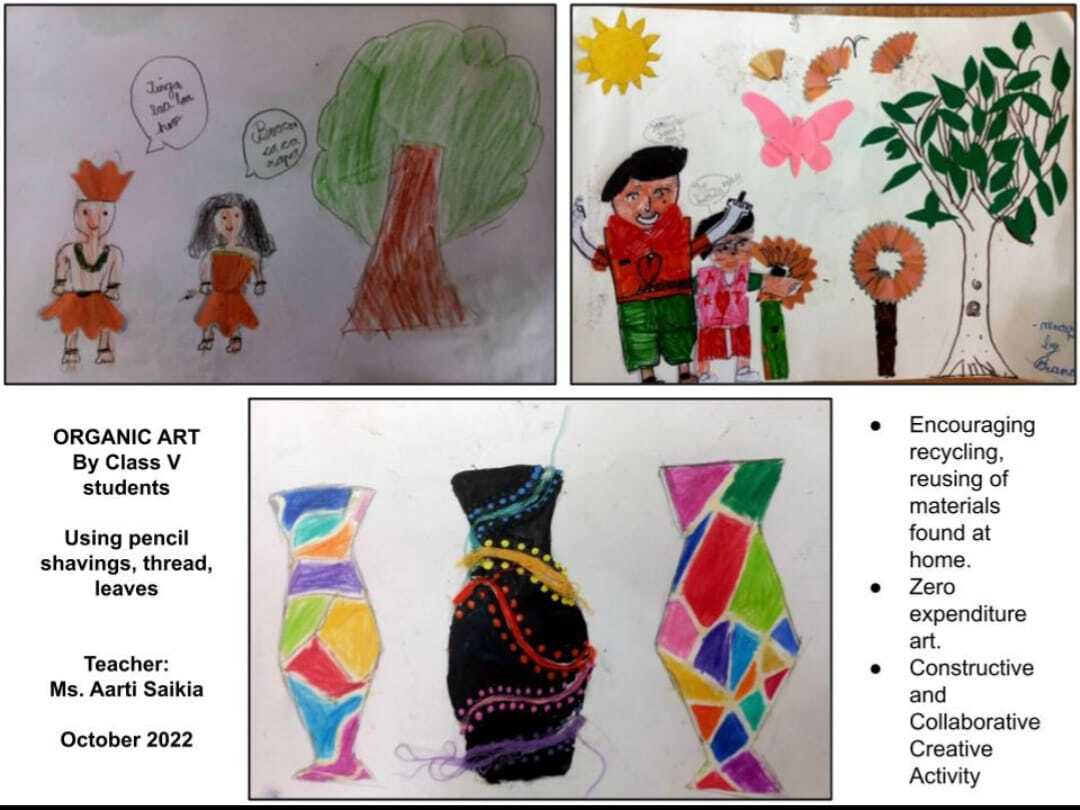 ORGANIC ART
By Class V
students
Using pencil
shavings, thread,
leaves
Teacher:
Ms. Aarti Saikia
October 2022
Encouraging
recycling,
reusing of
materials
found at
home.
Zero
expenditure
art.
Constructive
and
Collaborative
Creative
Activity
by
A A
R T